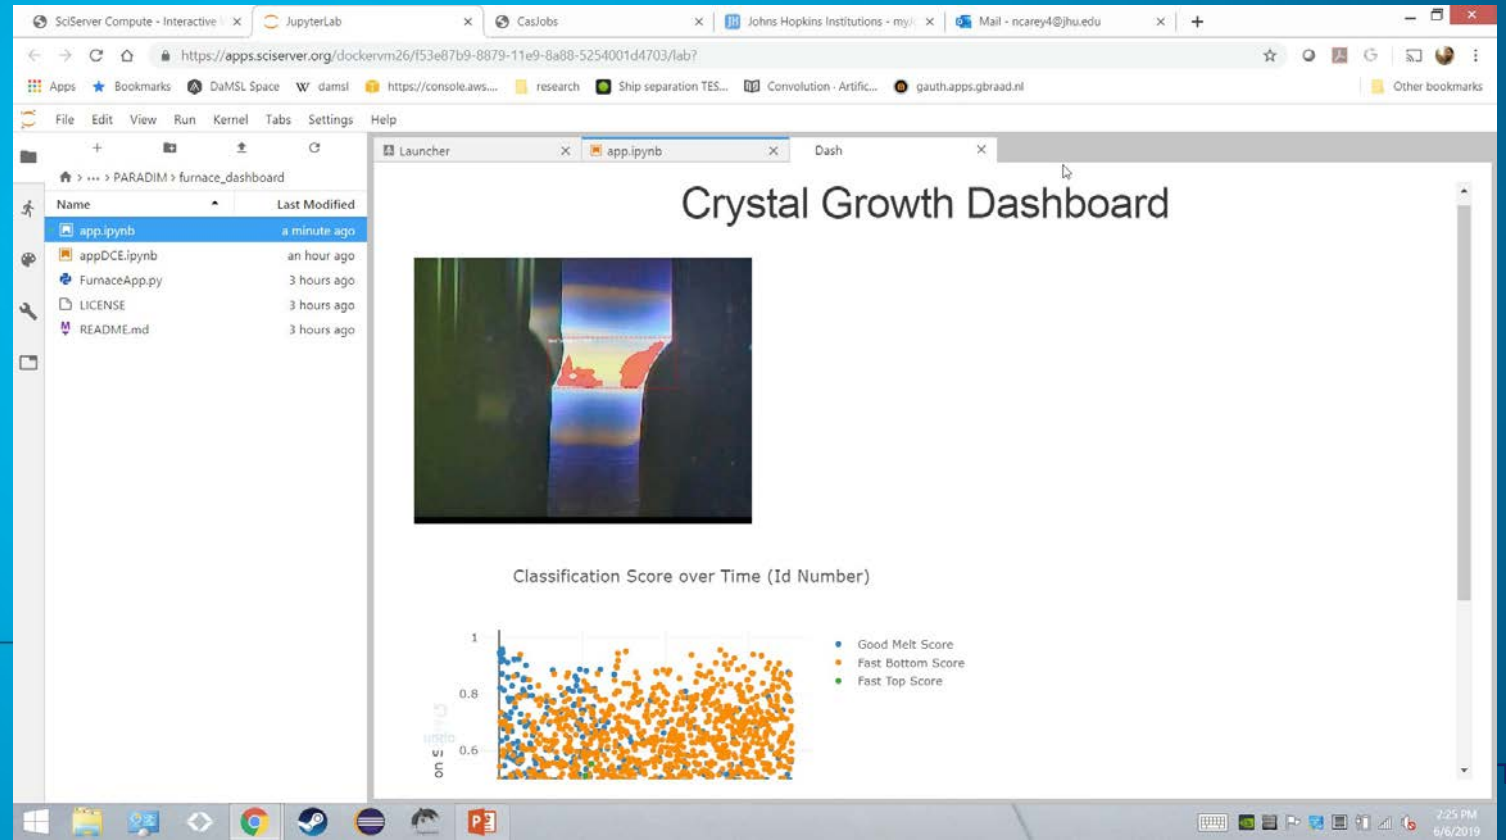 SciServer Compute - Interactive
JupyterLab
CasJobs
Johns Hopkins Institutions - myJ
Mail - ncarey4@jhu.edu
https://apps.sciserver.org/dockervm26/f53e87b9-8879-11e9-8a88-5254001d4703/lab?
Apps Bookmarks DaMSL Space damsl https://console.aws.... research Ship separation TES... Convolution - Artific... gauth.apps.gbraad.nl Other bookmarks
File Edit View Run Kernel Tabs Settings Help
Launcher app.ipynb Dash
... > PARADIM > furnace_dashboard
Name Last Modified
app.ipynb a minute ago
appDCE.ipynb an hour ago
FurnaceApp.py 3 hours ago
LICENSE 3 hours ago
README.md 3 hours ago
Crystal Growth Dashboard
Classification Score over Time (Id Number)
1
0.8
0.6
on S
Good Melt Score
Fast Bottom Score
Fast Top Score
2:25 PM
6/6/2019